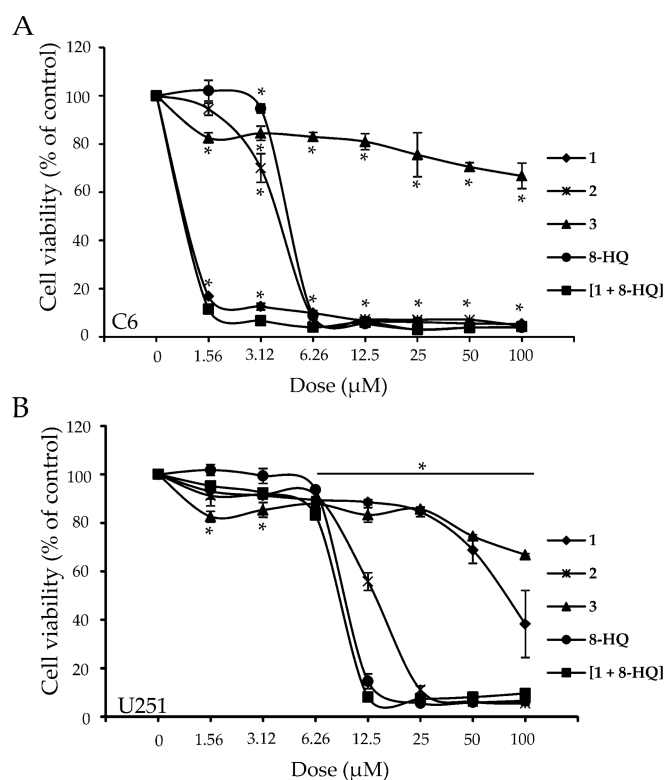 A
Cell viability (% of control)
120
100
80
60
40
20
0
* * * * * * * *
* * * * * * * * *
C6
0 1.56 3.12 6.26 12.5 25 50 100
Dose (µM)
1
2
3
8-HQ
[1 + 8-HQ]
B
Cell viability (% of control)
120
100
80
60
40
20
0
*
* *
U251
0 1.56 3.12 6.26 12.5 25 50 100
Dose (µM)
1
2
3
8-HQ
[1 + 8-HQ]